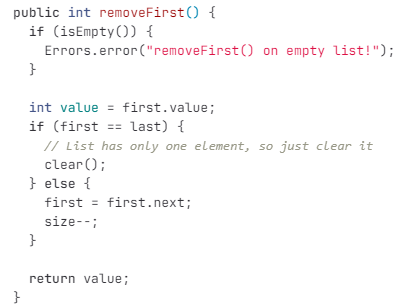 public int removeFirst() {
  if (isEmpty()) {
    Errors.error("removeFirst() on empty list!");
  }

  int value = first.value;
  if (first == last) {
    // List has only one element, so just clear it
    clear();
  } else {
    first = first.next;
    size--;
  }

  return value;
}